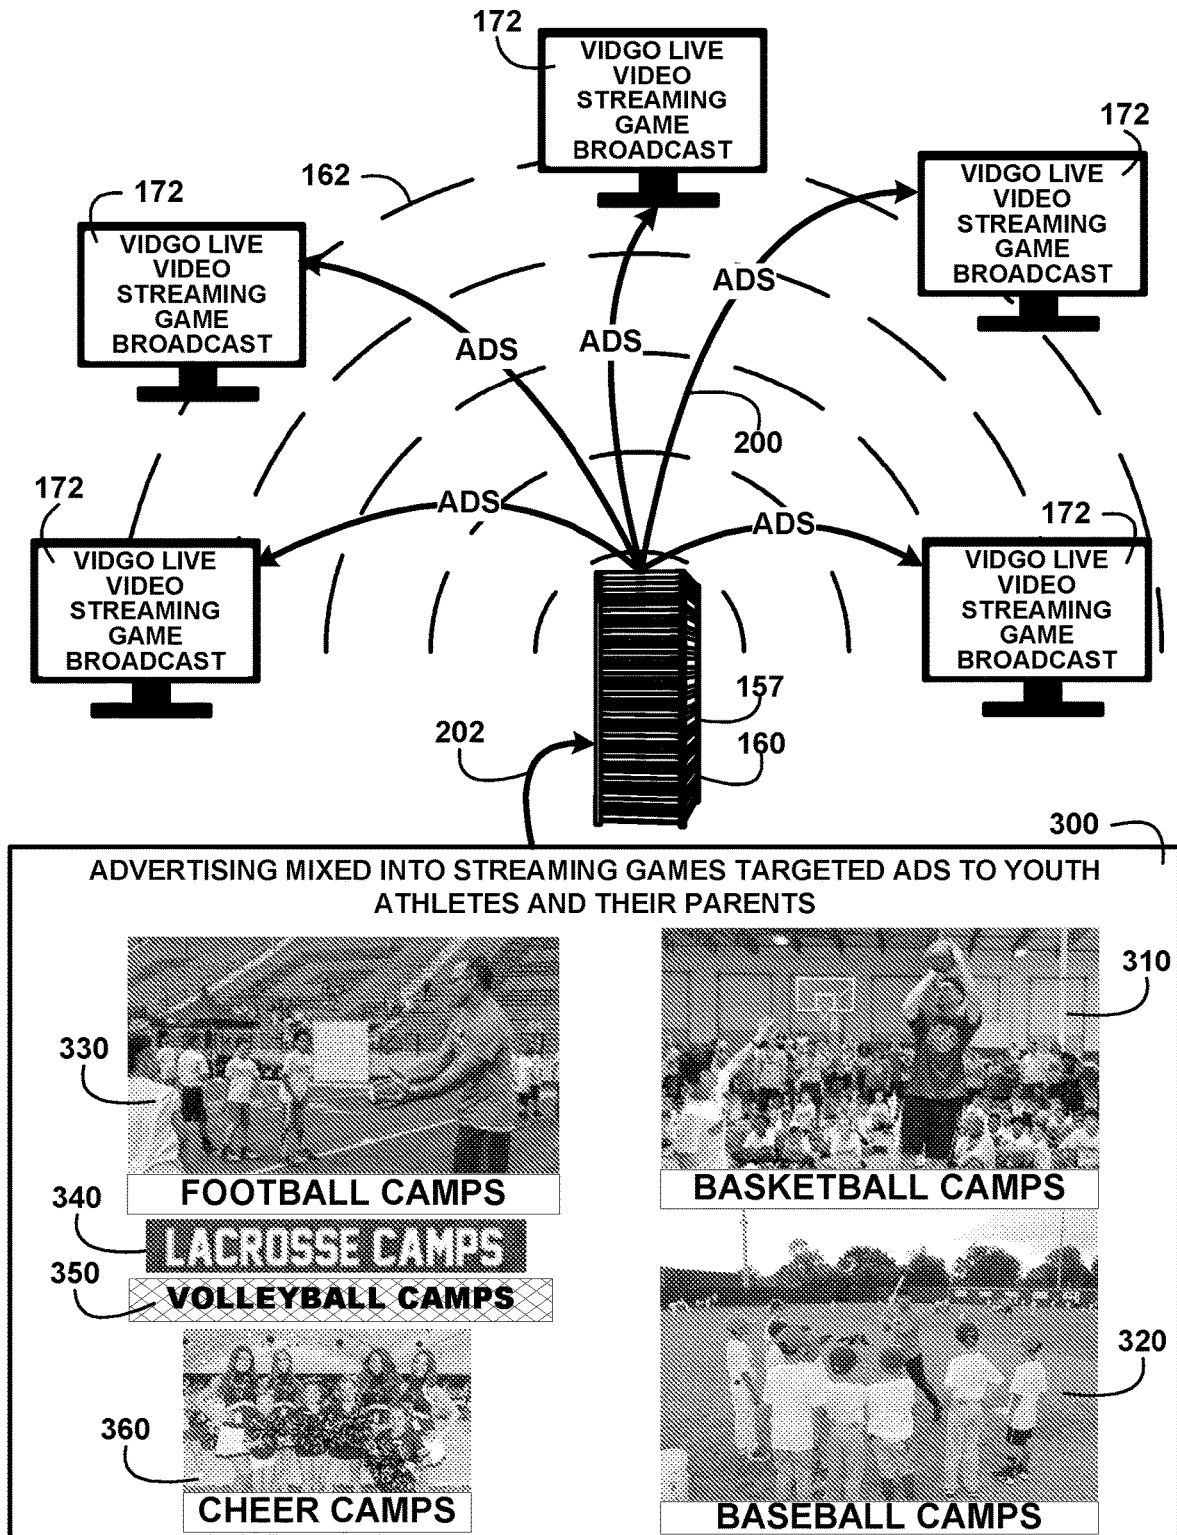 172
VIDGO LIVE
VIDEO
STREAMING
GAME
BROADCAST
172
VIDGO LIVE
VIDEO
STREAMING
GAME
BROADCAST
162
172
VIDGO LIVE
VIDEO
STREAMING
GAME
BROADCAST
ADS
ADS
ADS
200
172
VIDGO LIVE
VIDEO
STREAMING
GAME
BROADCAST
ADS
ADS
172
VIDGO LIVE
VIDEO
STREAMING
GAME
BROADCAST
157
160
202
300
ADVERTISING MIXED INTO STREAMING GAMES TARGETED ADS TO YOUTH
ATHLETES AND THEIR PARENTS
310
330
FOOTBALL CAMPS
BASKETBALL CAMPS
340
LACROSSE CAMPS
350
VOLLEYBALL CAMPS
320
360
CHEER CAMPS
BASEBALL CAMPS